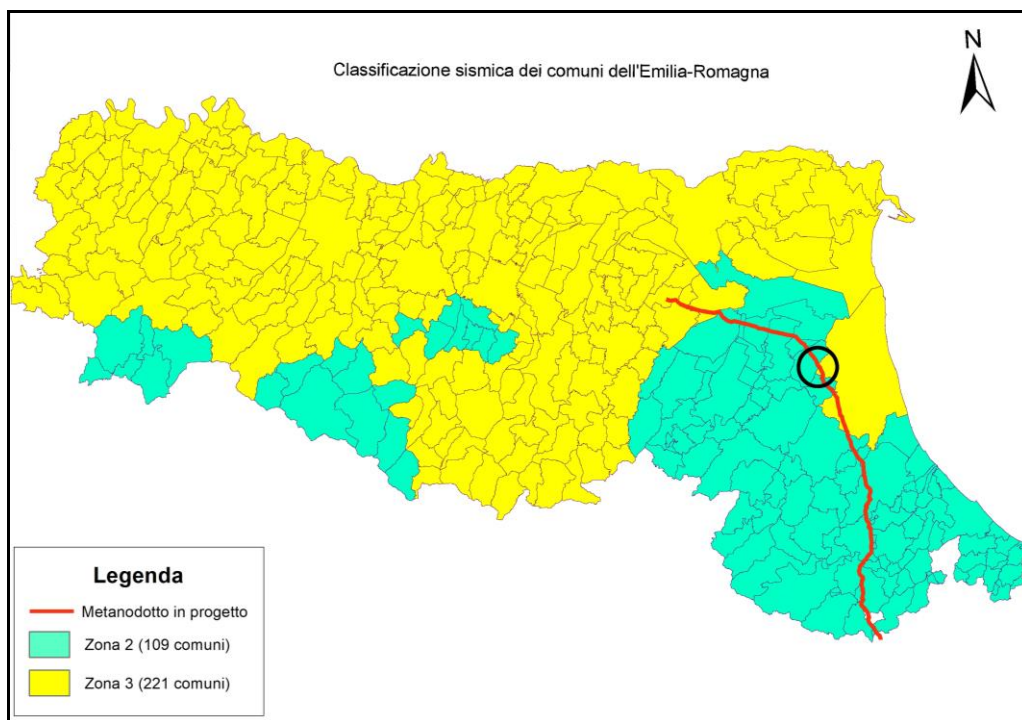 Classificazione sismica dei comuni dell'Emilia-Romagna
N
Legenda
Metanodotto in progetto
Zona 2 (109 comuni)
Zona 3 (221 comuni)